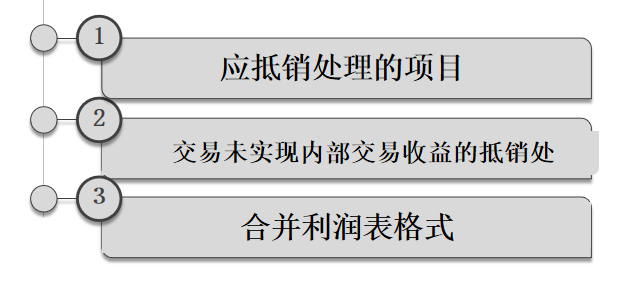 1
应抵销处理的项目
2
交易未实现内部交易收益的抵销处
3
合并利润表格式